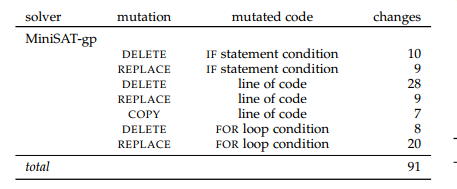 solver mutation mutated code changes
MiniSAT-gp
DELETE IF statement condition 10
REPLACE IF statement condition 9
DELETE line of code 28
REPLACE line of code 9
COPY line of code 7
DELETE FOR loop condition 8
REPLACE FOR loop condition 20
total 91